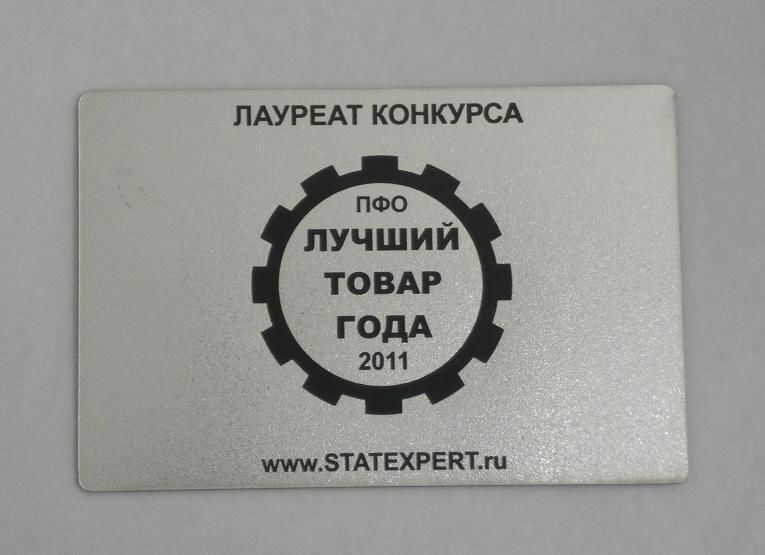 ЛАУРЕАТ КОНКУРСА
ПФО
ЛУЧШИЙ
ТОВАР
ГОДА
2011
www.STATEXPERT.ru